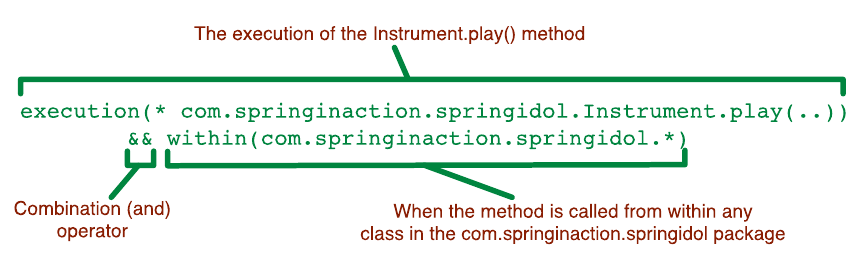 The execution of the Instrument.play() method
execution(* com.springinaction.springidol.Instrument.play(..))
&& within(com.springinaction.springidol.*)
Combination (and)
operator
When the method is called from within any
class in the com.springinaction.springidol package